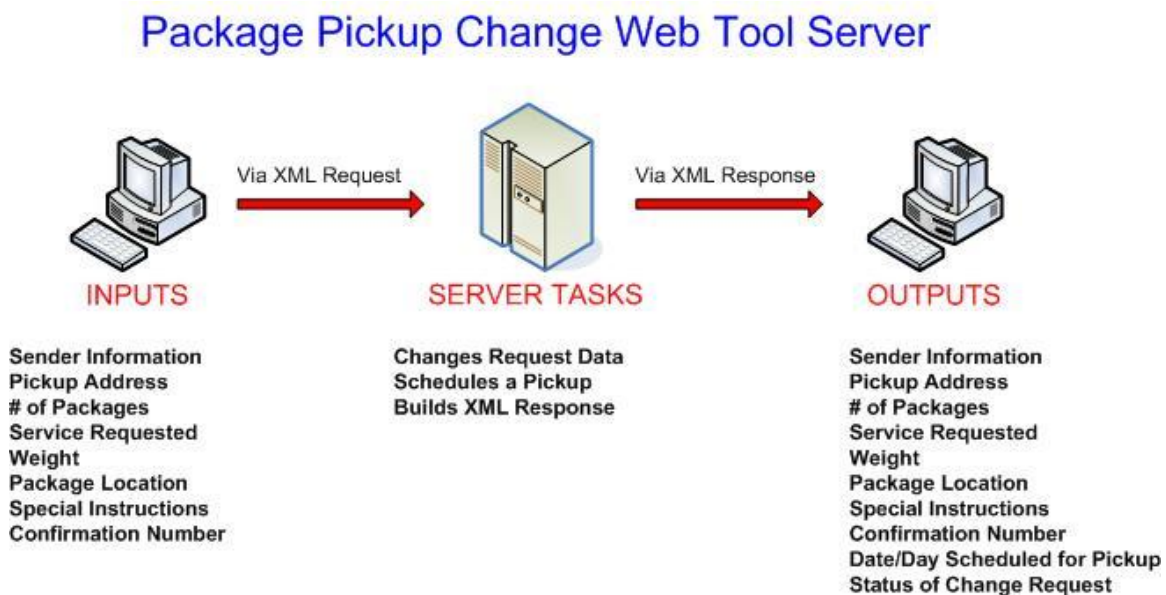 Package Pickup Change Web Tool Server
Via XML Request
Via XML Response
INPUTS
SERVER TASKS
OUTPUTS
Sender Information
Pickup Address
# of Packages
Service Requested
Weight
Package Location
Special Instructions
Confirmation Number
Changes Request Data
Schedules a Pickup
Builds XML Response
Sender Information
Pickup Address
# of Packages
Service Requested
Weight
Package Location
Special Instructions
Confirmation Number
Date/Day Scheduled for Pickup
Status of Change Request